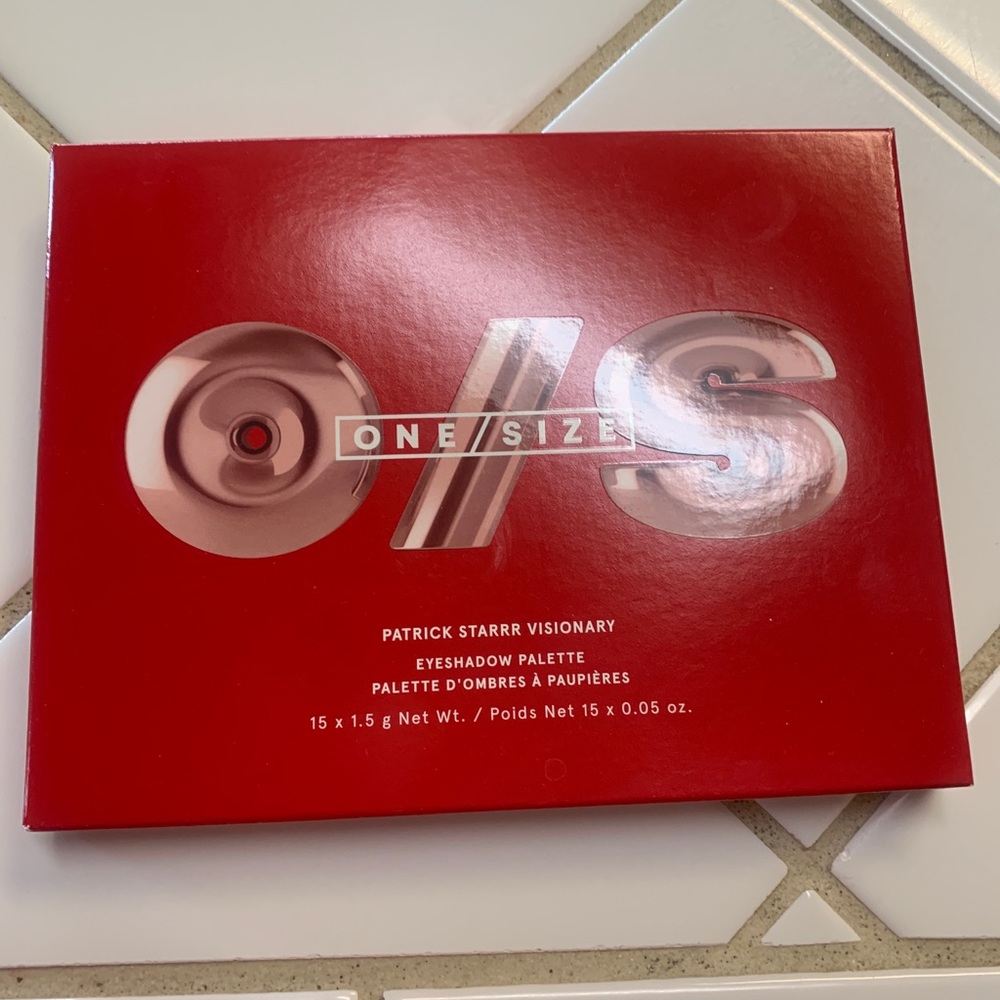 O/S
ONE/SIZE
PATRICK STARRR VISIONARY
EYESHADOW PALETTE
PALETTE D'OMBRES À PAUPIÈRES
15 x 1.5 g Net Wt. / Poids Net 15 x 0.05 oz.